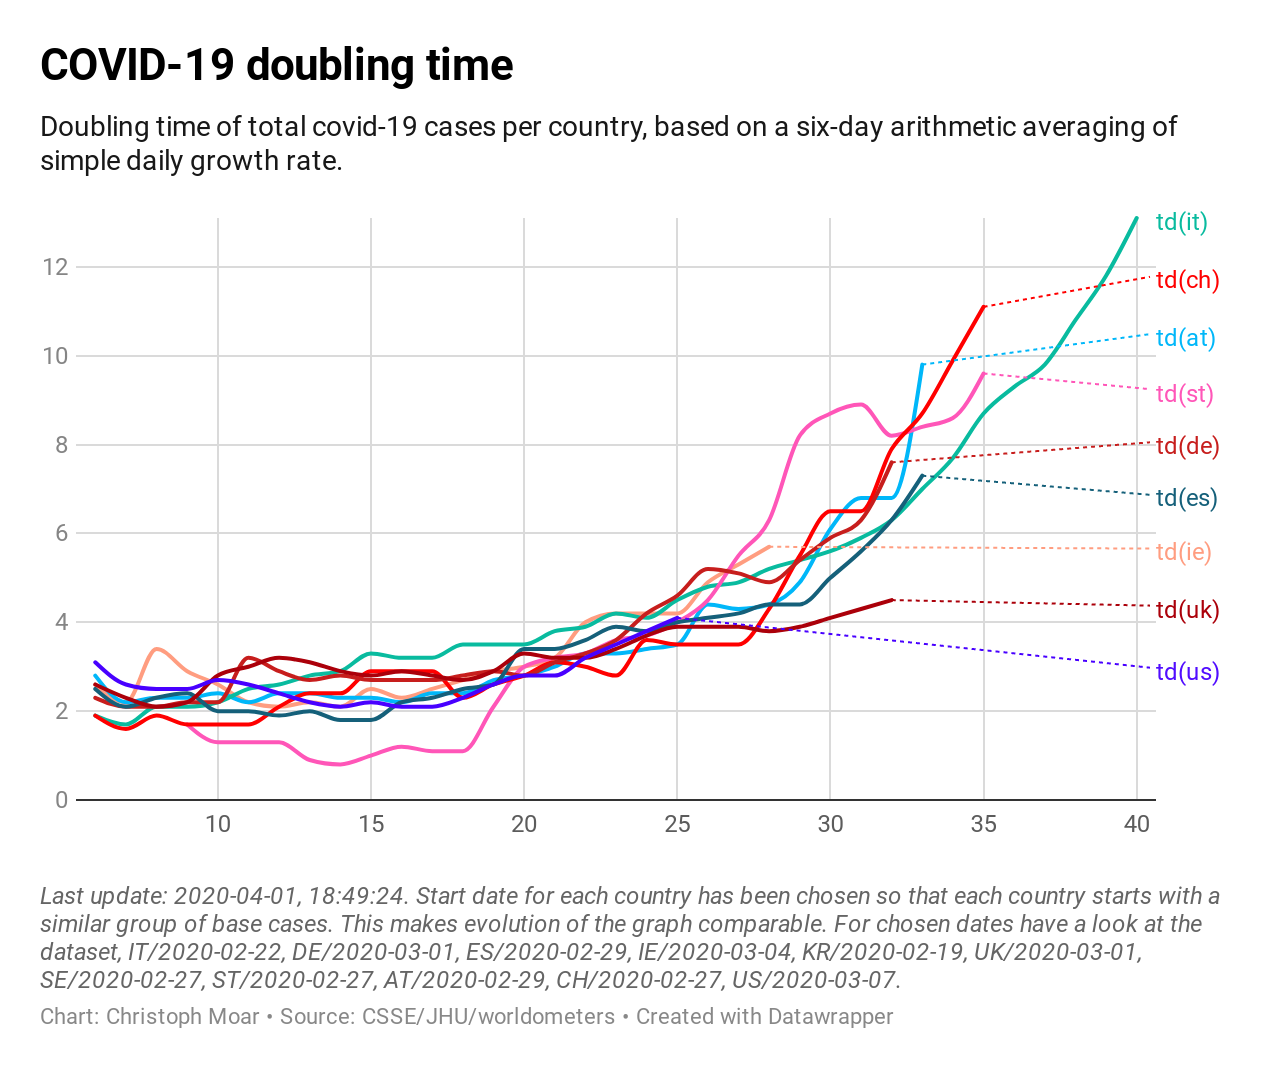 COVID-19 doubling time
Doubling time of total covid-19 cases per country, based on a six-day arithmetic averaging of
simple daily growth rate.
td(it)
12
td(ch)
10
td(at)
td(st)
8
td(de)
td(es)
6
td(ie)
4
td(uk)
td(us)
2
0
10 15 20 25 30 35 40
Last update: 2020-04-01, 18:49:24. Start date for each country has been chosen so that each country starts with a
similar group of base cases. This makes evolution of the graph comparable. For chosen dates have a look at the
dataset, IT/2020-02-22, DE/2020-03-01, ES/2020-02-29, IE/2020-03-04, KR/2020-02-19, UK/2020-03-01,
SE/2020-02-27, ST/2020-02-27, AT/2020-02-29, CH/2020-02-27, US/2020-03-07.
Chart: Christoph Moar • Source: CSSE/JHU/worldometers • Created with Datawrapper